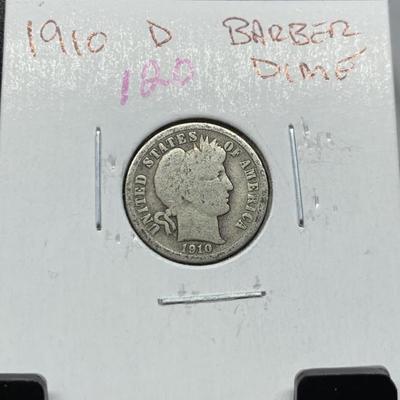 1910 D BARBER
120 DIME
UNITED STATES OF AMERICA
1910